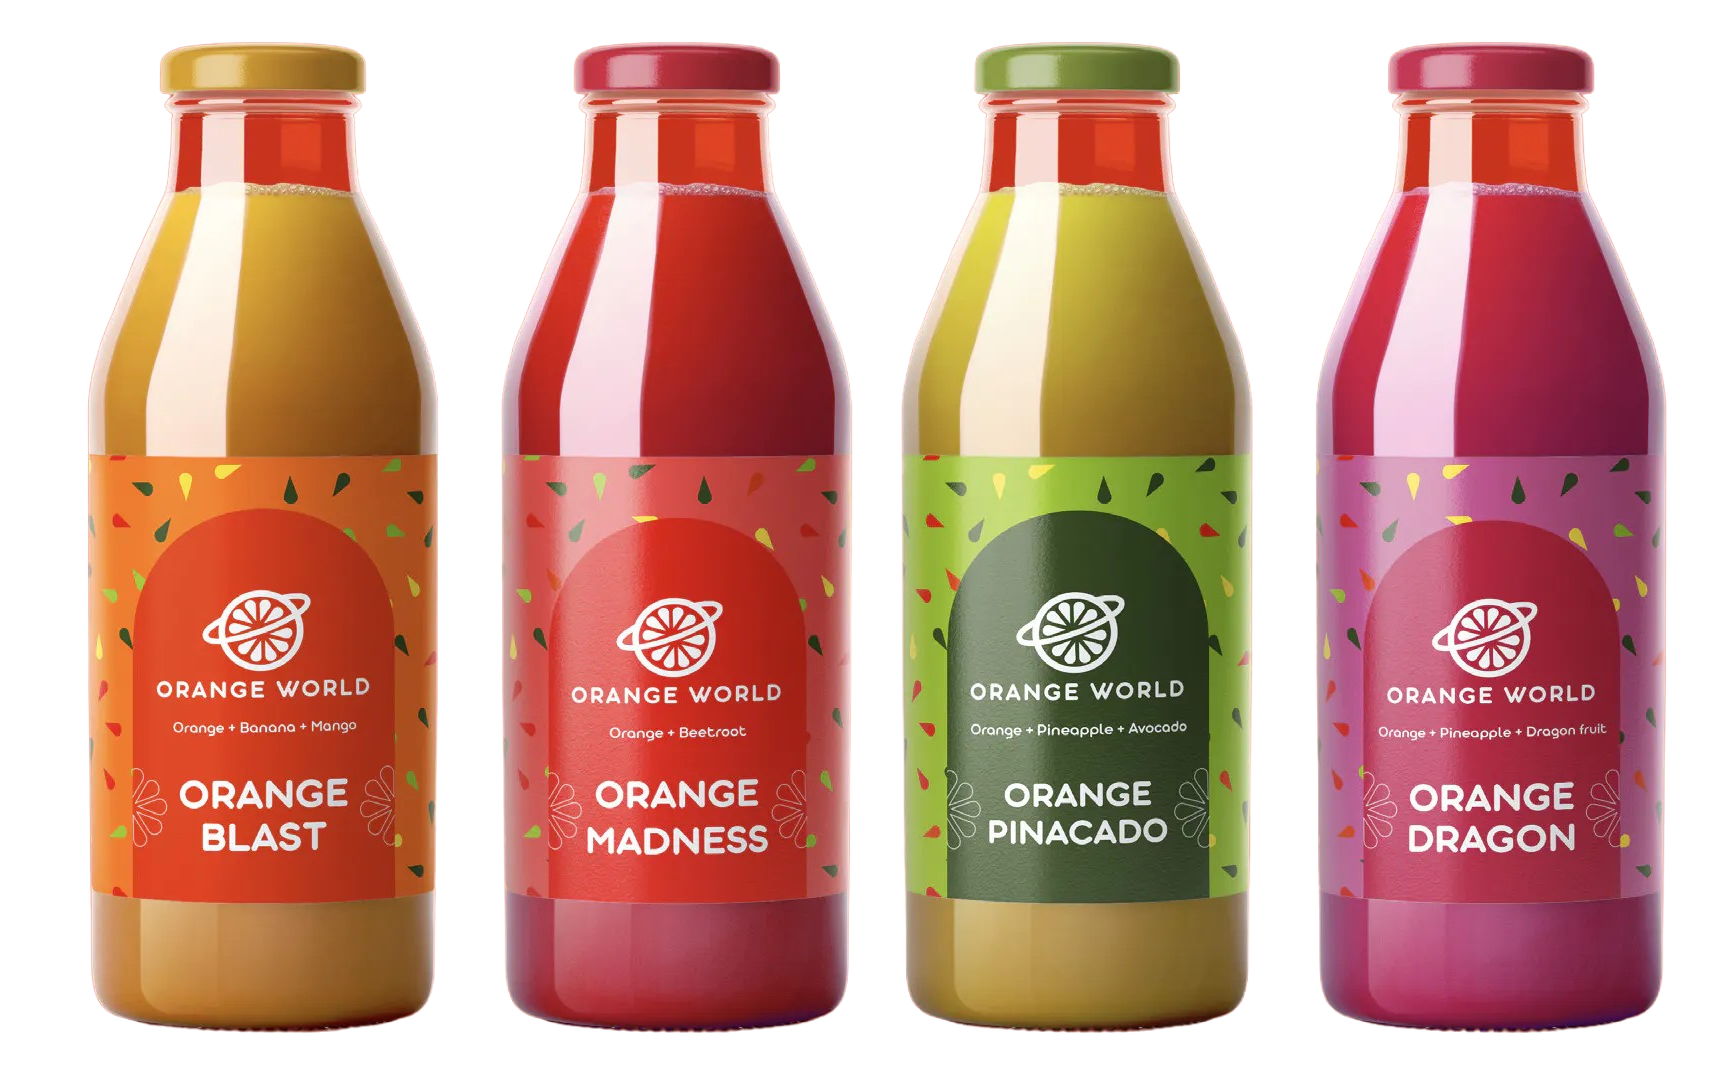 ORANGE WORLD
Orange + Banana + Mango
ORANGE
BLAST
ORANGE WORLD
Orange + Beetroot
ORANGE
MADNESS
ORANGE WORLD
Orange + Pineapple + Avocado
ORANGE
PINACADO
ORANGE WORLD
Orange + Pineapple + Dragon fruit
ORANGE
DRAGON